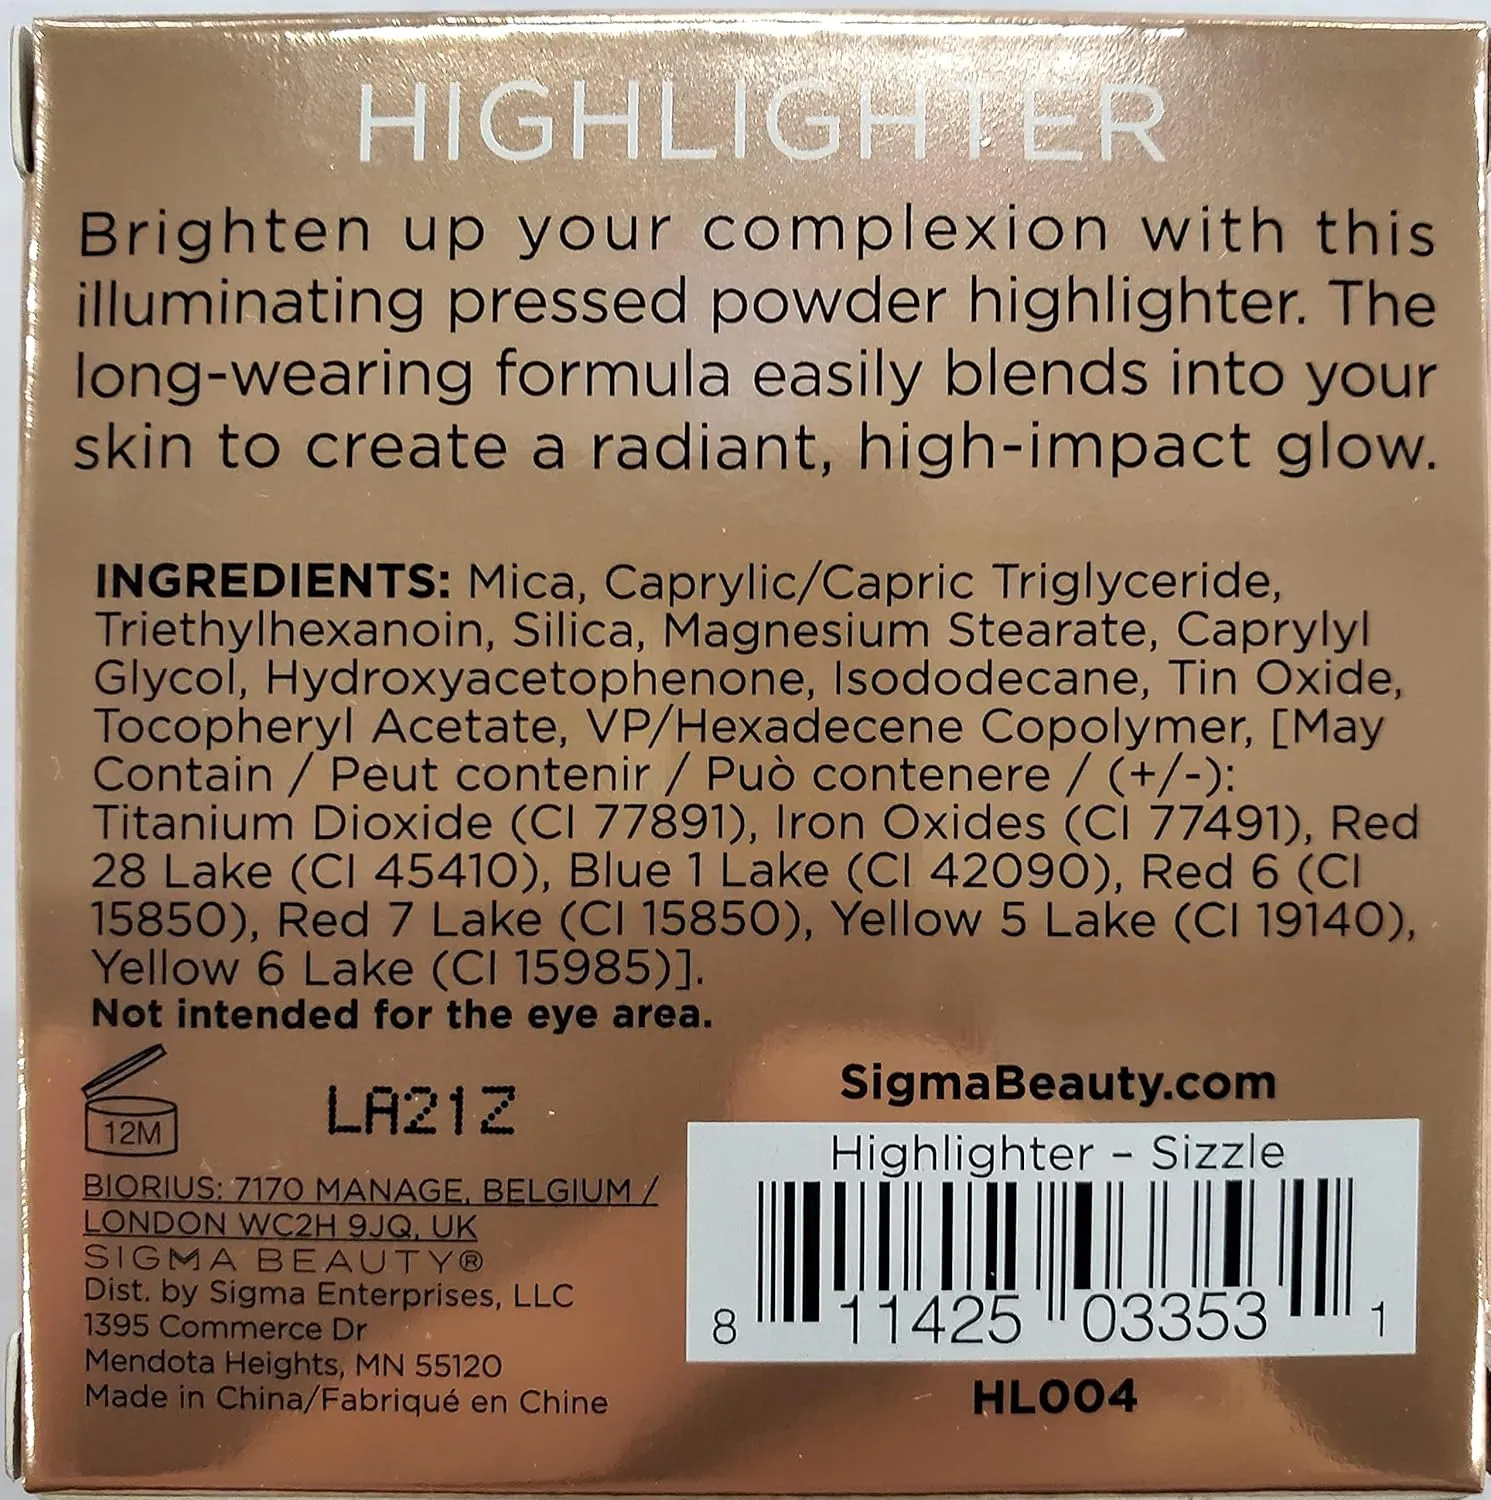 HIGHLIGHTER
Brighten up your complexion with this
illuminating pressed powder highlighter. The
long-wearing formula easily blends into your
skin to create a radiant, high-impact glow.
INGREDIENTS: Mica, Caprylic/Capric Triglyceride,
Triethylhexanoin, Silica, Magnesium Stearate, Caprylyl
Glycol, Hydroxyacetophenone, Isododecane, Tin Oxide,
Tocopheryl Acetate, VP/Hexadecene Copolymer, [May
Contain / Peut contenir / Può contenere / (+/-):
Titanium Dioxide (CI 77891), Iron Oxides (CI 77491), Red
28 Lake (CI 45410), Blue 1 Lake (CI 42090), Red 6 (CI
15850), Red 7 Lake (CI 15850), Yellow 5 Lake (CI 19140),
Yellow 6 Lake (CI 15985)].
Not intended for the eye area.
12M
LA21Z
BIORIUS: 7170 MANAGE, BELGIUM /
LONDON WC2H 9JQ, UK
SIGMA BEAUTY®
Dist. by Sigma Enterprises, LLC
1395 Commerce Dr
Mendota Heights, MN 55120
Made in China/Fabriqué en Chine
SigmaBeauty.com
Highlighter – Sizzle
8 11425 03353 1
HL004